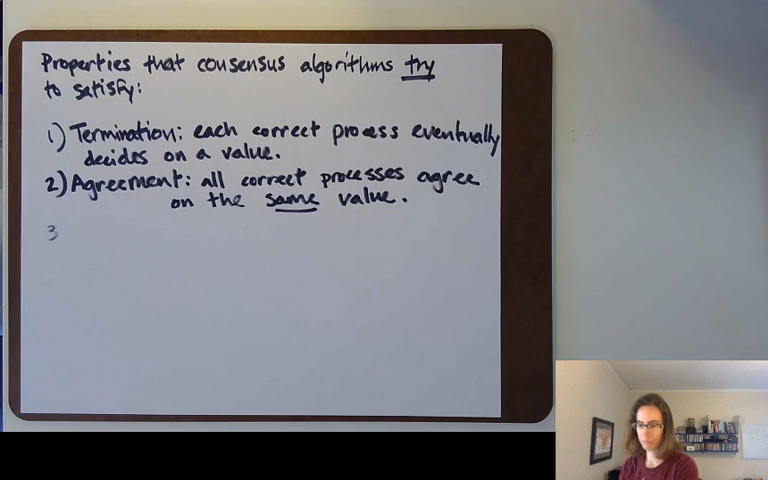 Properties that consensus algorithms try
to satisfy:
1) Termination: each correct process eventually
decides on a value.
2) Agreement: all correct processes agree
on the same value.
3